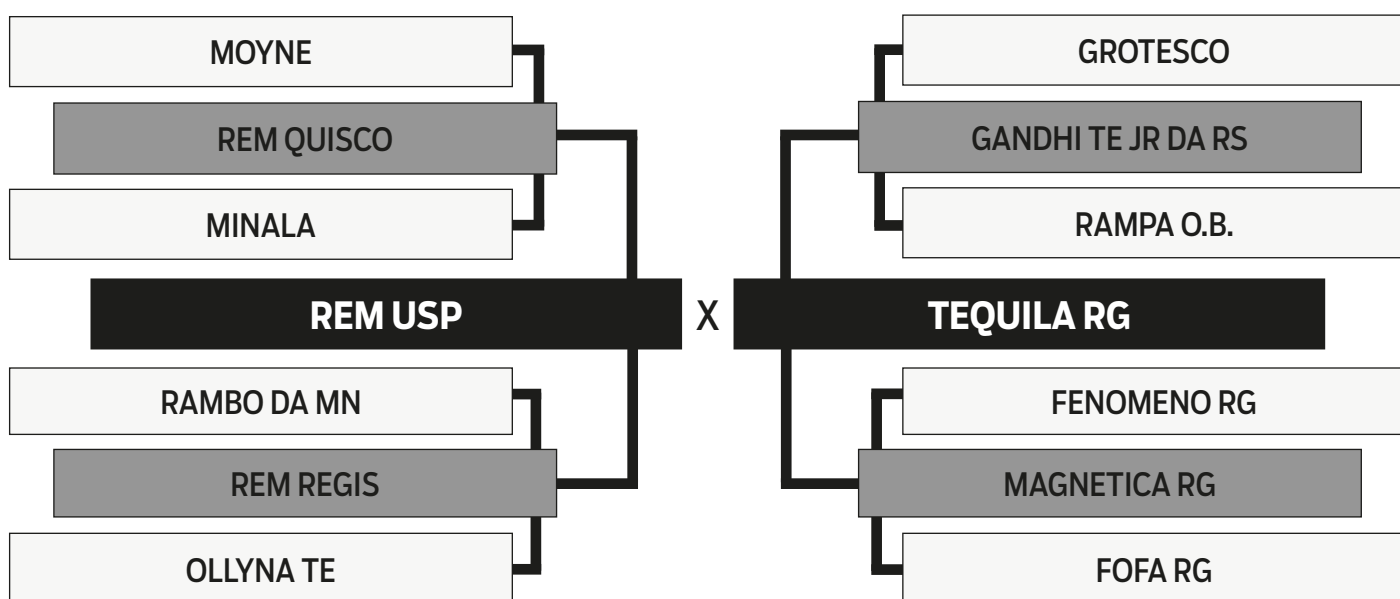 MOYNE
REM QUISCO
MINALA
REM USP
RAMBO DA MN
REM REGIS
OLLYNA TE
X
GROTESCO
GANDHI TE JR DA RS
RAMPA O.B.
TEQUILA RG
FENOMENO RG
MAGNETICA RG
FOFA RG